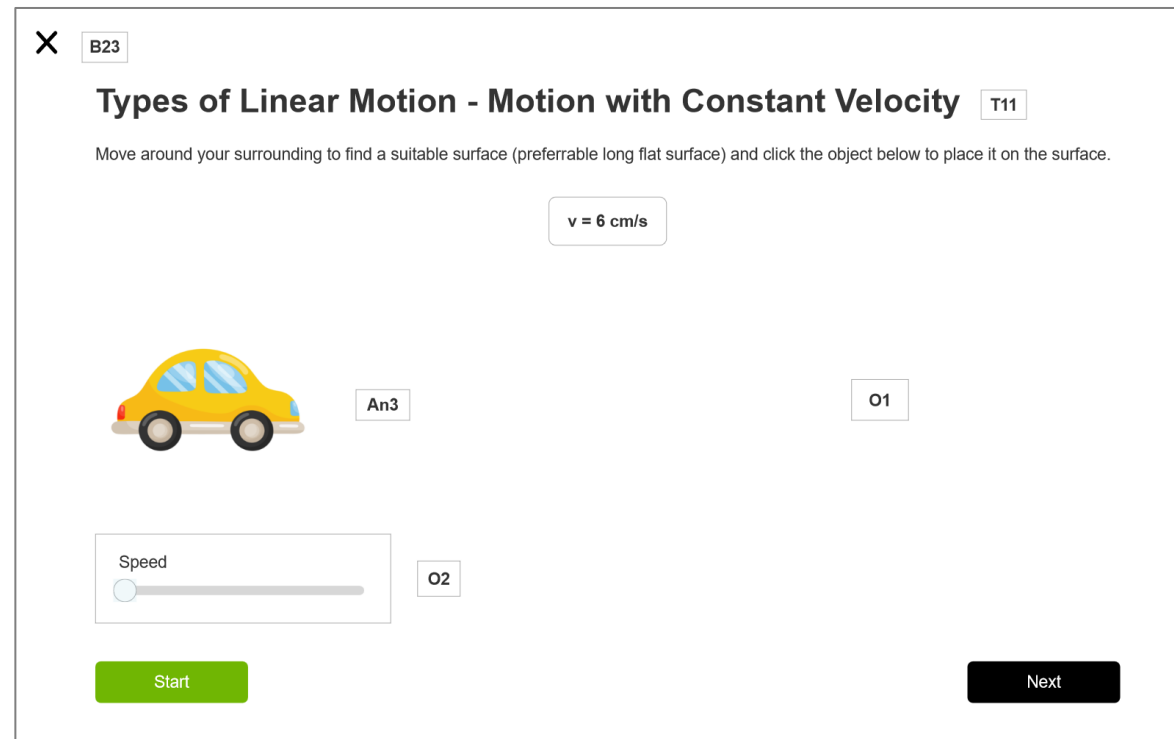 B23
Types of Linear Motion - Motion with Constant Velocity T11
Move around your surrounding to find a suitable surface (preferrable long flat surface) and click the object below to place it on the surface.
v = 6 cm/s
An3
O1
Speed
O2
Start
Next